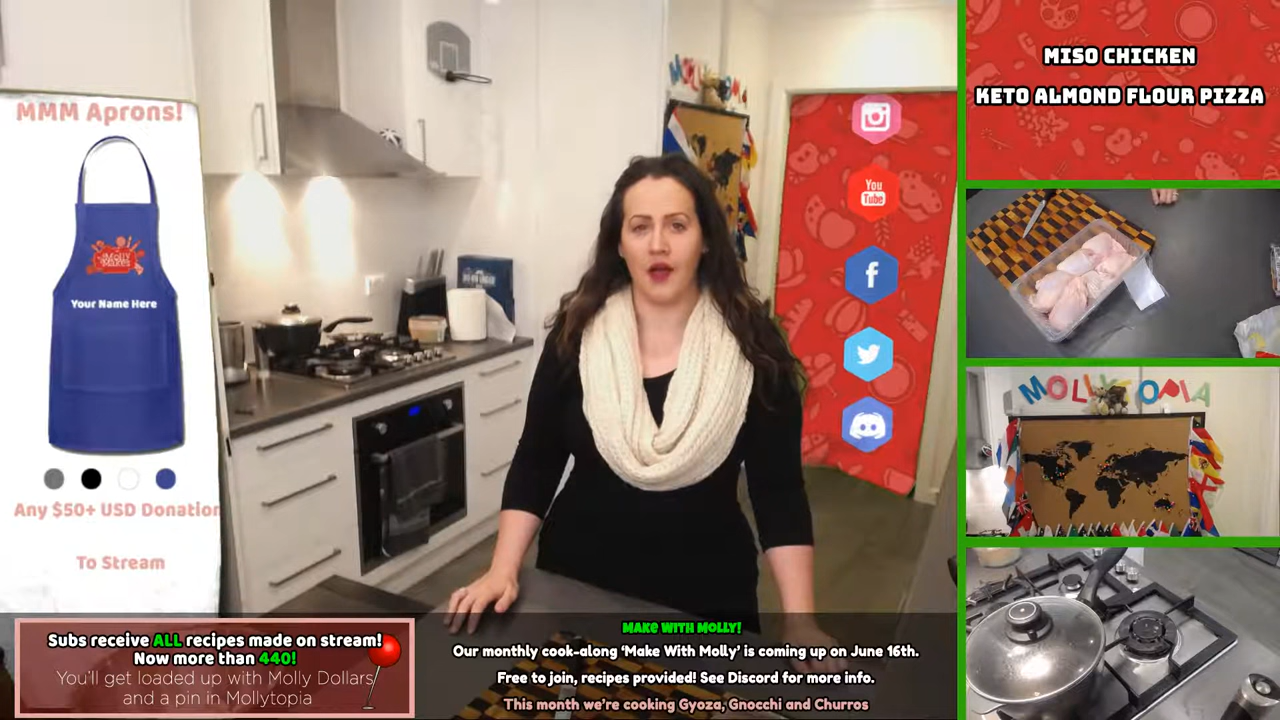 MMM Aprons!
Molly
Makes
Your Name Here
Any $50+ USD Donation
To Stream
Subs receive ALL recipes made on stream!
Now more than 440!
You'll get loaded up with Molly Dollars
and a pin in Mollytopia
MAKE WITH MOLLY!
Our monthly cook-along 'Make With Molly' is coming up on June 16th.
Free to join, recipes provided! See Discord for more info.
This month we're cooking Gyoza, Gnocchi and Churros
You
Tube
MISO CHICKEN
KETO ALMOND FLOUR PIZZA
MOLLYTOPIA